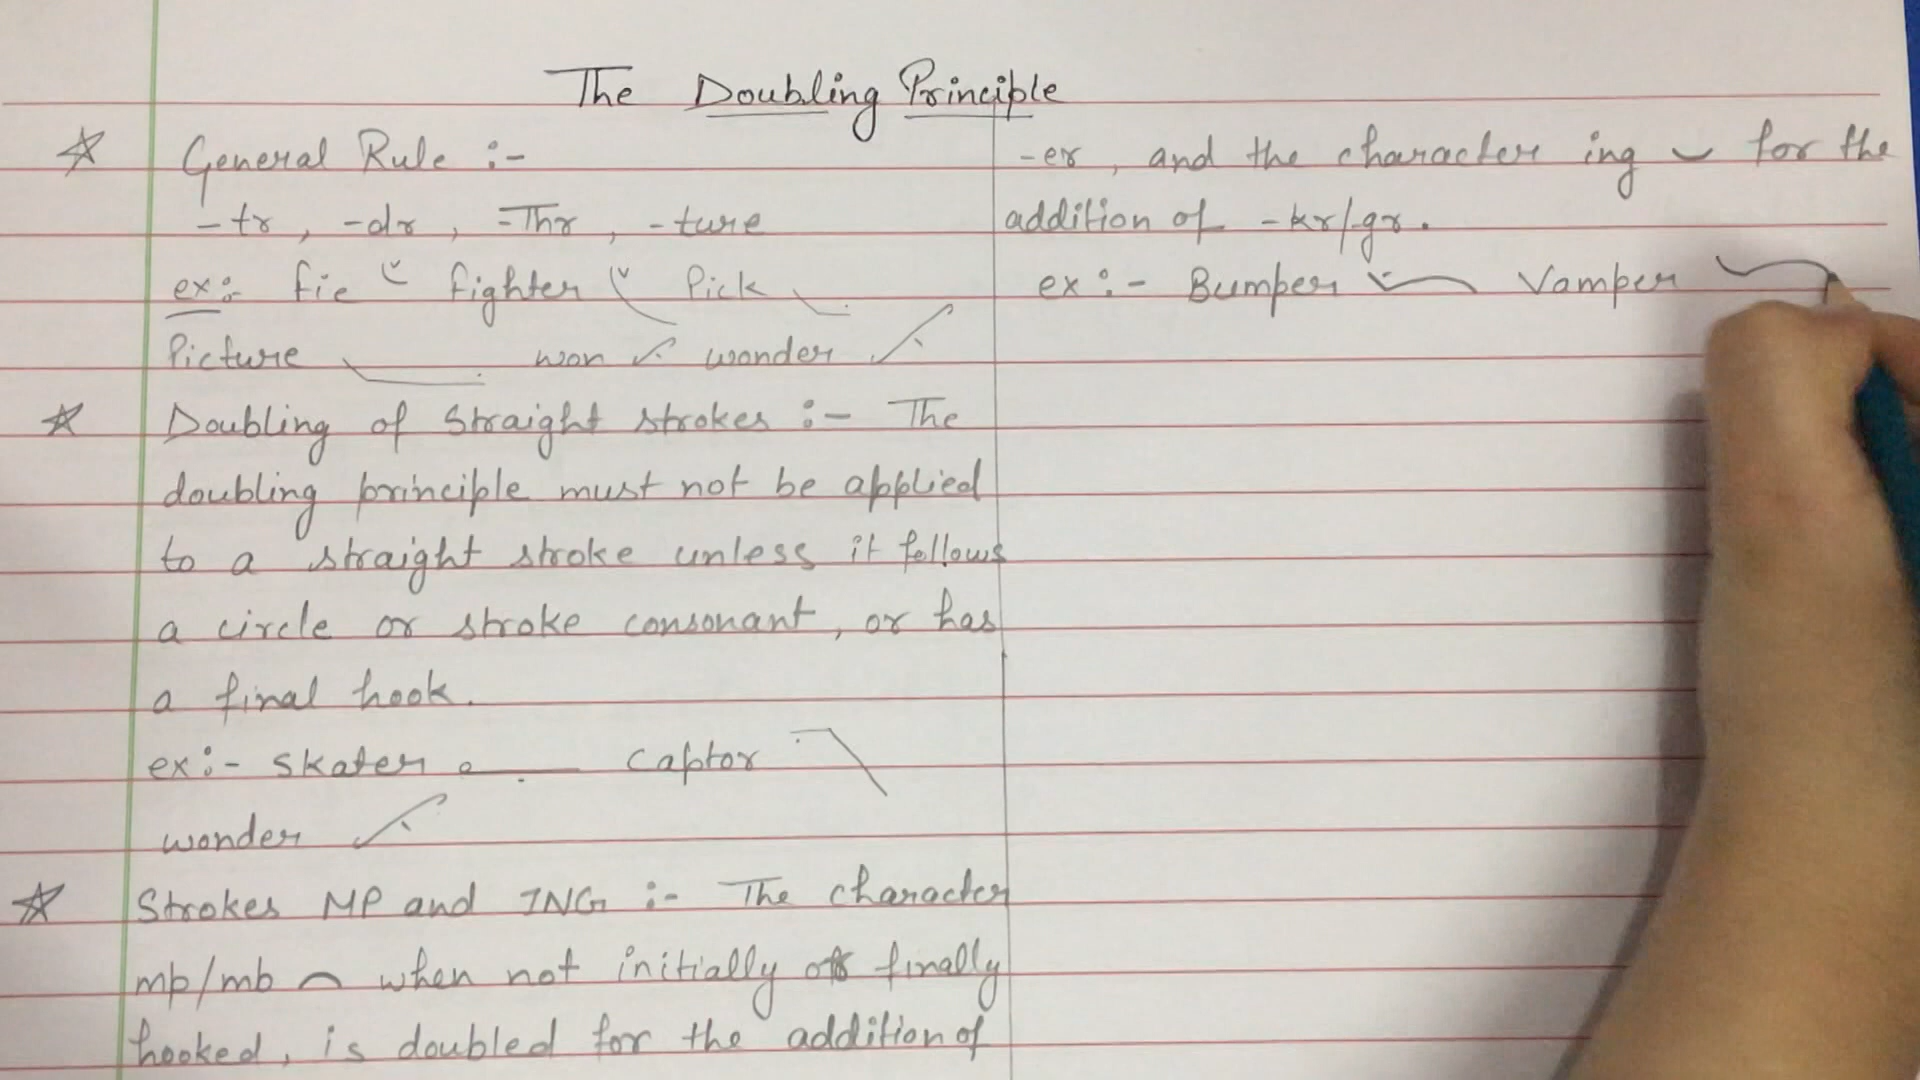 The Doubling Principle
General Rule :-
-tr, -dr, -Thr, -ture
ex:- fie fighter Pick
Picture won wonder
Doubling of Straight strokes :- The
doubling principle must not be applied
to a straight stroke unless it follows
a circle or stroke consonant, or has
a final hook.
ex:- skater captor
wonder
Strokes MP and ING :- The character
mp/mb when not initially or finally
hooked, is doubled for the addition of
-er, and the character ing for the
addition of -kr/gr.
ex:- Bumper Vamper